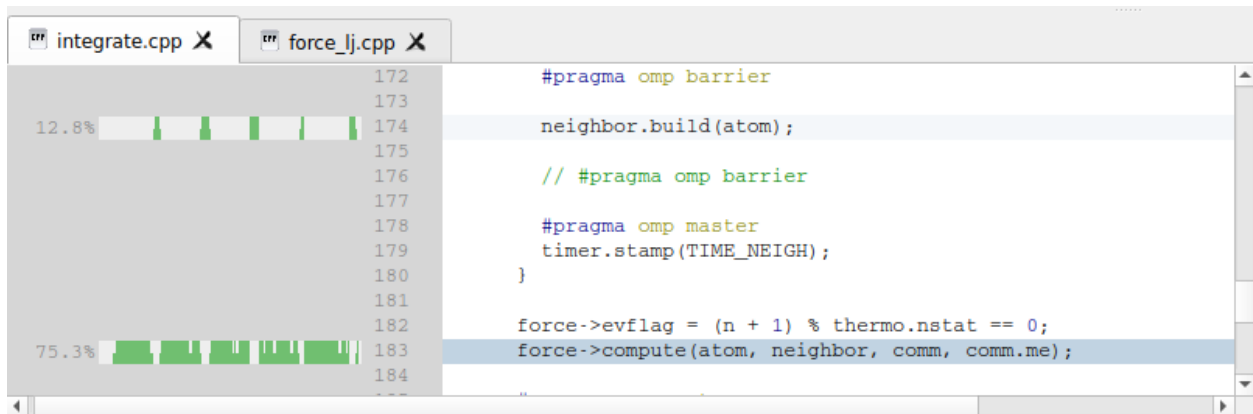 integrate.cpp force_lj.cpp
172 #pragma omp barrier
173
12.8% 174 neighbor.build(atom);
175
176 // #pragma omp barrier
177
178 #pragma omp master
179 timer.stamp(TIME_NEIGH);
180 }
181
182 force->evflag = (n + 1) % thermo.nstat == 0;
75.3% 183 force->compute(atom, neighbor, comm, comm.me);
184